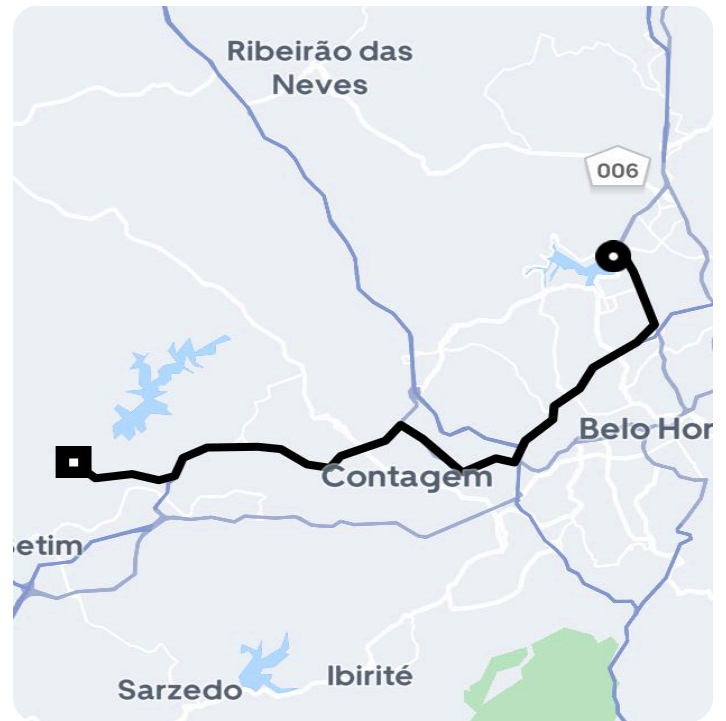 Ribeirão das
Neves
006
Belo Hor
Contagem
etim
Ibirité
Sarzedo